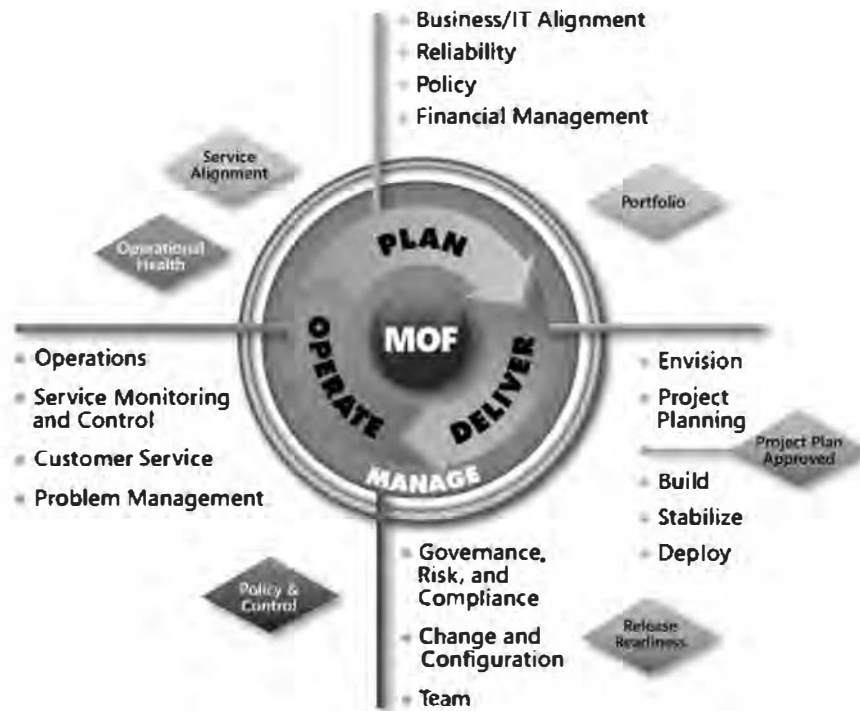 Business/IT Alignment
Reliability
Policy
Financial Management
Service
Alignment
Portfolio
Operational
Health
PLAN
MOF
OPERATE
DELIVER
MANAGE
Operations
Service Monitoring
and Control
Customer Service
Problem Management
Envision
Project
Planning
Project Plan
Approved
Build
Stabilize
Deploy
Policy &
Control
Governance,
Risk, and
Compliance
Change and
Configuration
Team
Release
Readiness